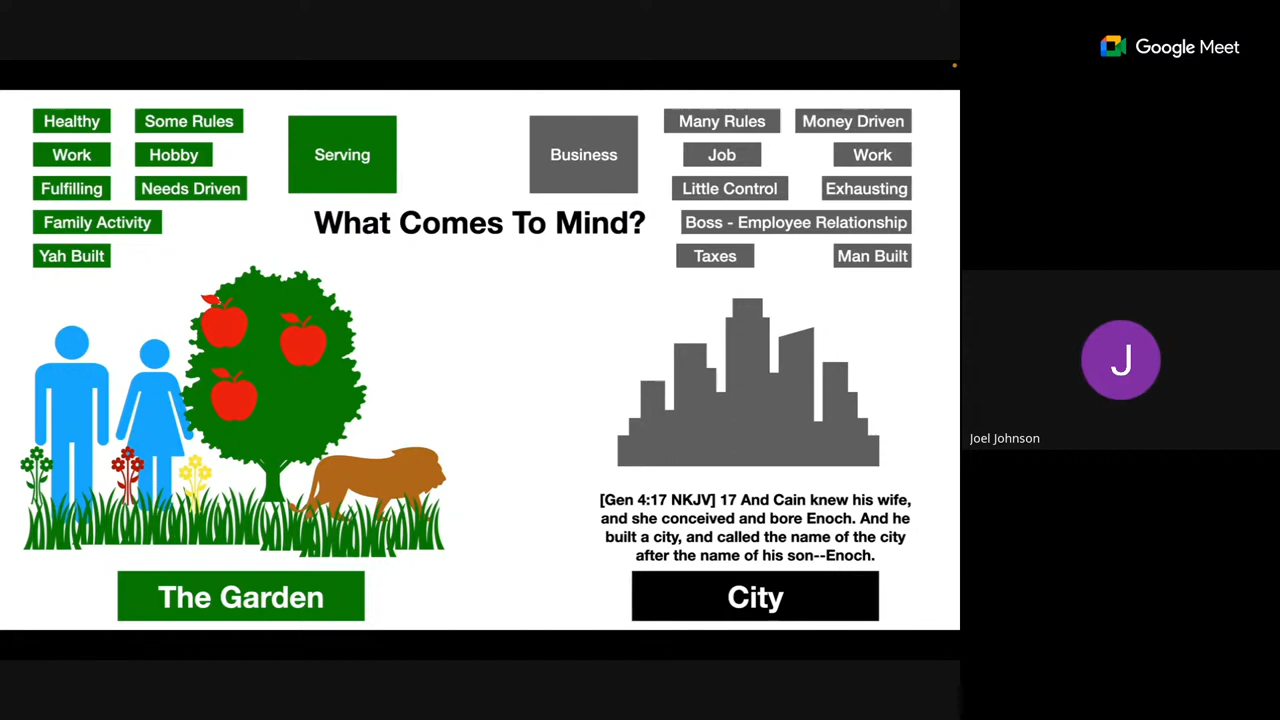 Google Meet
Healthy
Some Rules
Work
Hobby
Fulfilling
Needs Driven
Family Activity
Yah Built
Serving
Business
What Comes To Mind?
Many Rules
Money Driven
Job
Work
Little Control
Exhausting
Boss - Employee Relationship
Taxes
Man Built
[Gen 4:17 NKJV] 17 And Cain knew his wife,
and she conceived and bore Enoch. And he
built a city, and called the name of the city
after the name of his son--Enoch.
The Garden
City
J
Joel Johnson